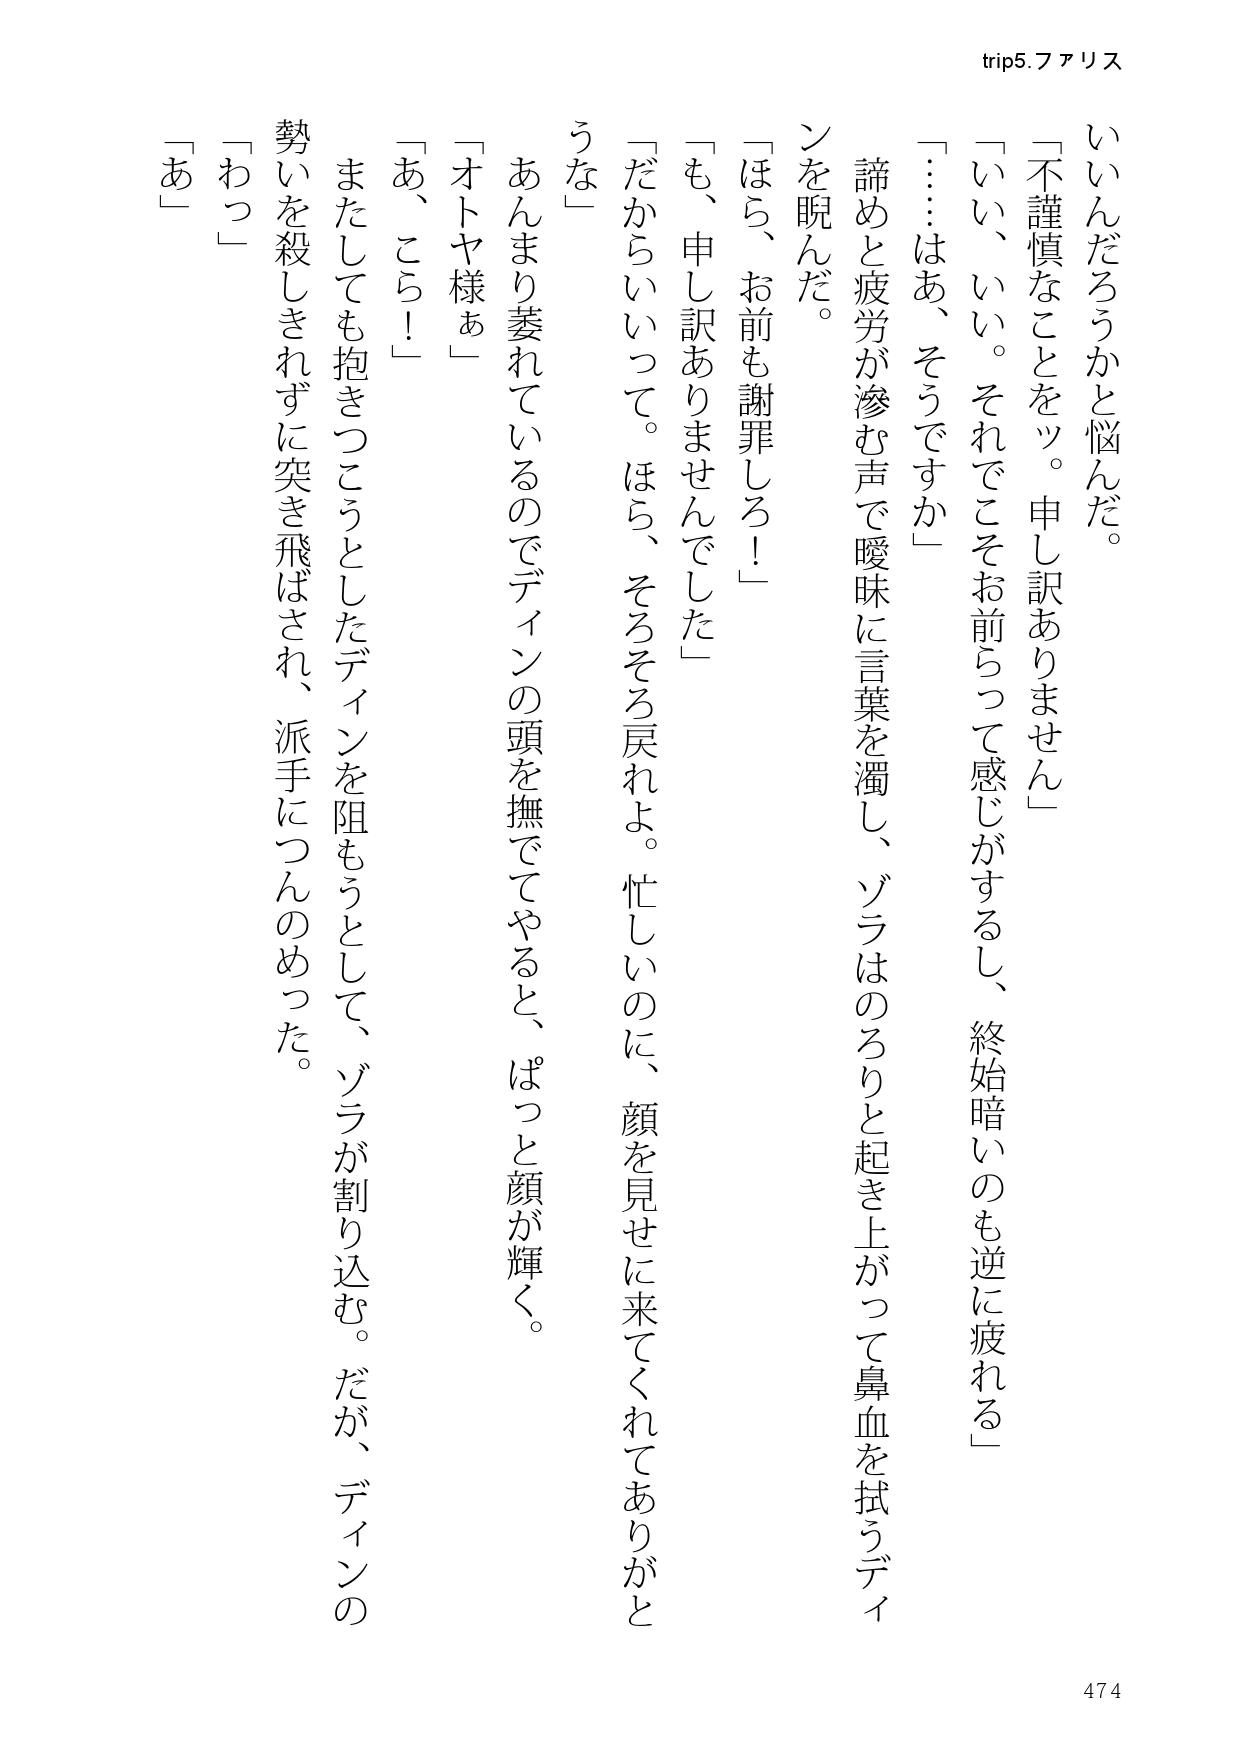 trip5.ファリス
いいんだろうかと悩んだ。
「不謹慎なことをッ。申し訳ありません」
「いい、いい。それでこそお前らって感じがするし、終始暗いのも逆に疲れる」
「……はあ、そうですか」
諦めと疲労が滲む声で曖昧に言葉を濁し、ゾラはのろりと起き上がって鼻血を拭うディ
ンを睨んだ。
「ほら、お前も謝罪しろ！」
「も、申し訳ありませんでした」
「だからいいって。ほら、そろそろ戻れよ。忙しいのに、顔を見せに来てくれてありがと
うな」
あんまり萎れているのでディンの頭を撫でてやると、ぱっと顔が輝く。
「オトヤ様ぁ」
「あ、こら！」
またしても抱きつこうとしたディンを阻もうとして、ゾラが割り込む。だが、ディンの
勢いを殺しきれずに突き飛ばされ、派手につんのめった。
「わっ」
「あ」
474